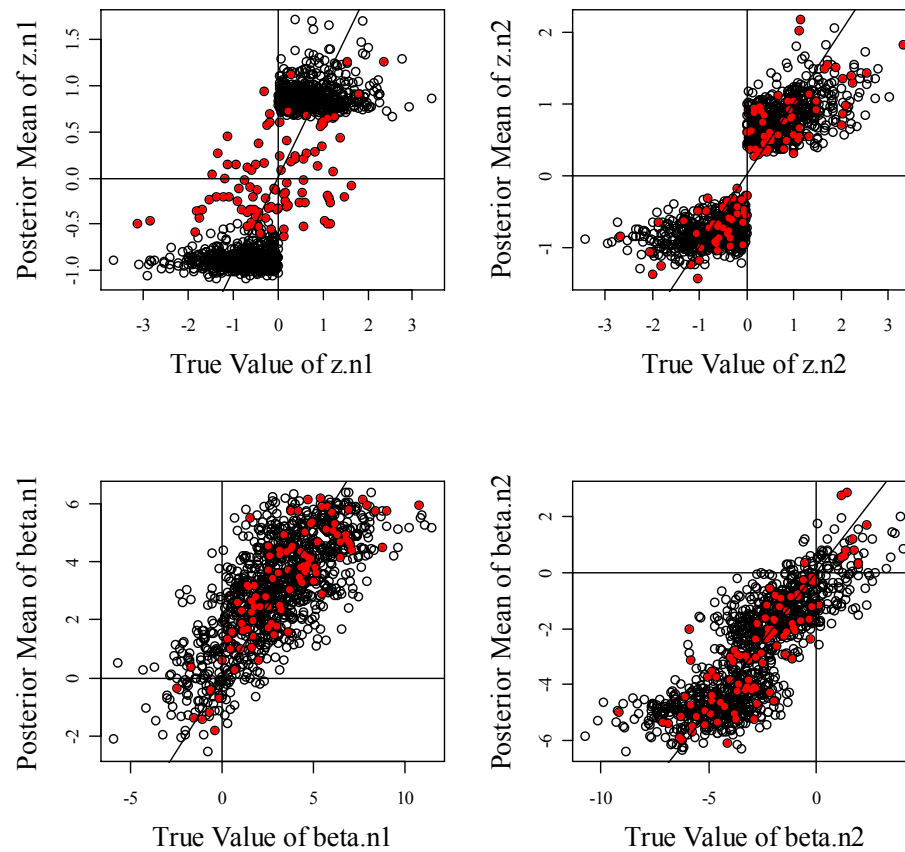 Posterior Mean of z.n1
1.5
1.0
0.5
0.0
-0.5
-1.0
-3 -2 -1 0 1 2 3
True Value of z.n1
Posterior Mean of z.n2
2
1
0
-1
-3 -2 -1 0 1 2 3
True Value of z.n2
Posterior Mean of beta.n1
6
4
2
0
-2
-5 0 5 10
True Value of beta.n1
Posterior Mean of beta.n2
2
0
-2
-4
-6
-10 -5 0
True Value of beta.n2